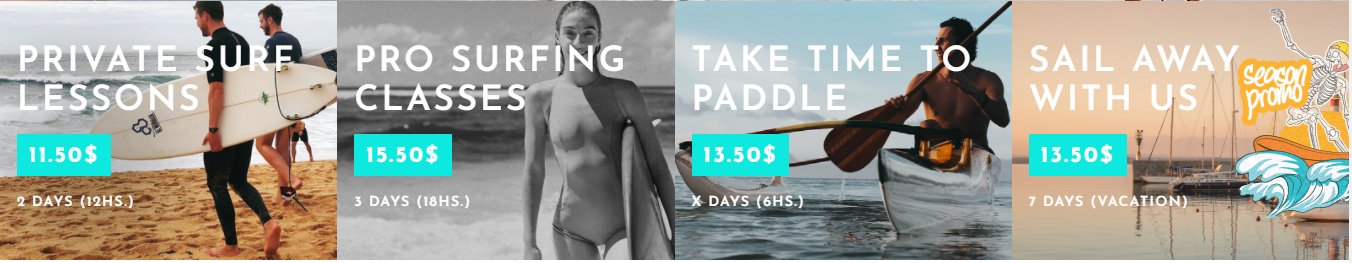 PRIVATE SURF
LESSONS
11.50$
2 DAYS (12HS.)
PRO SURFING
CLASSES
15.50$
3 DAYS (18HS.)
TAKE TIME TO
PADDLE
13.50$
X DAYS (6HS.)
SAIL AWAY
WITH US
13.50$
7 DAYS (VACATION)
season
promo